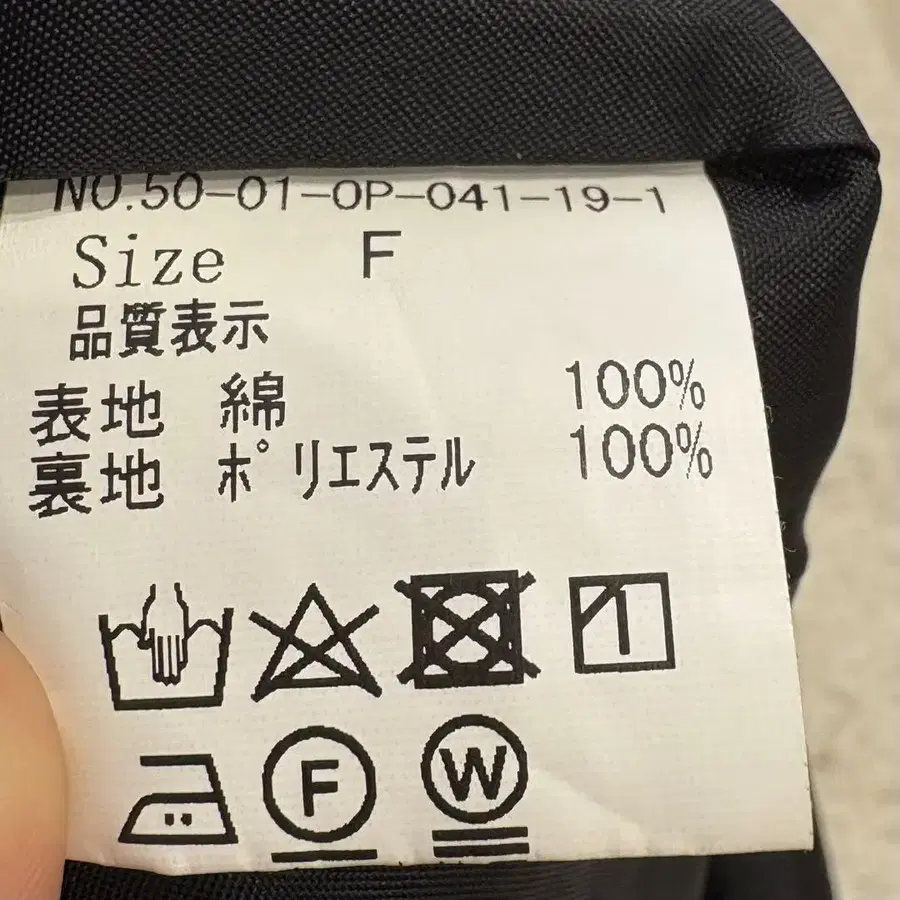 NO.50-01-OP-041-19-1
Size F
品質表示
表地 綿 100%
裏地 ポリエステル 100%
F W